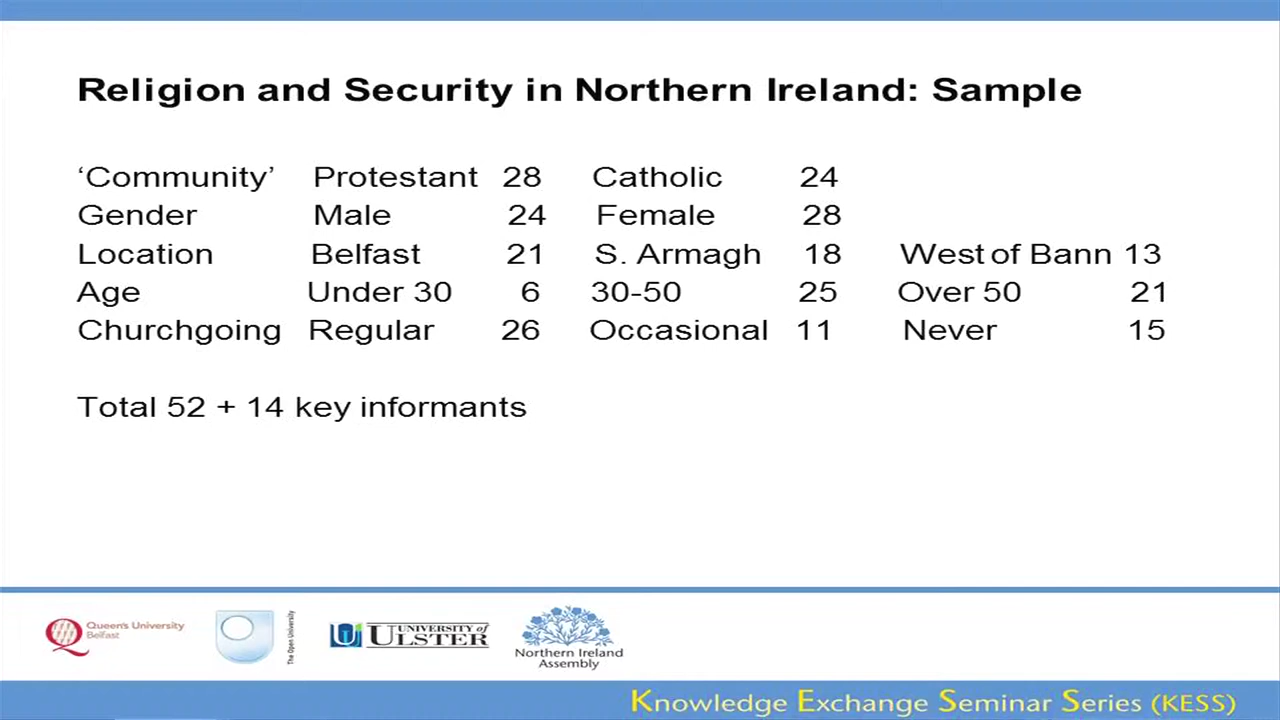 Religion and Security in Northern Ireland: Sample
‘Community’ Protestant 28 Catholic 24
Gender Male 24 Female 28
Location Belfast 21 S. Armagh 18 West of Bann 13
Age Under 30 6 30-50 25 Over 50 21
Churchgoing Regular 26 Occasional 11 Never 15
Total 52 + 14 key informants
Queen's University
Belfast
The Open University
UNIVERSITY of
ULSTER
Northern Ireland
Assembly
Knowledge Exchange Seminar Series (KESS)